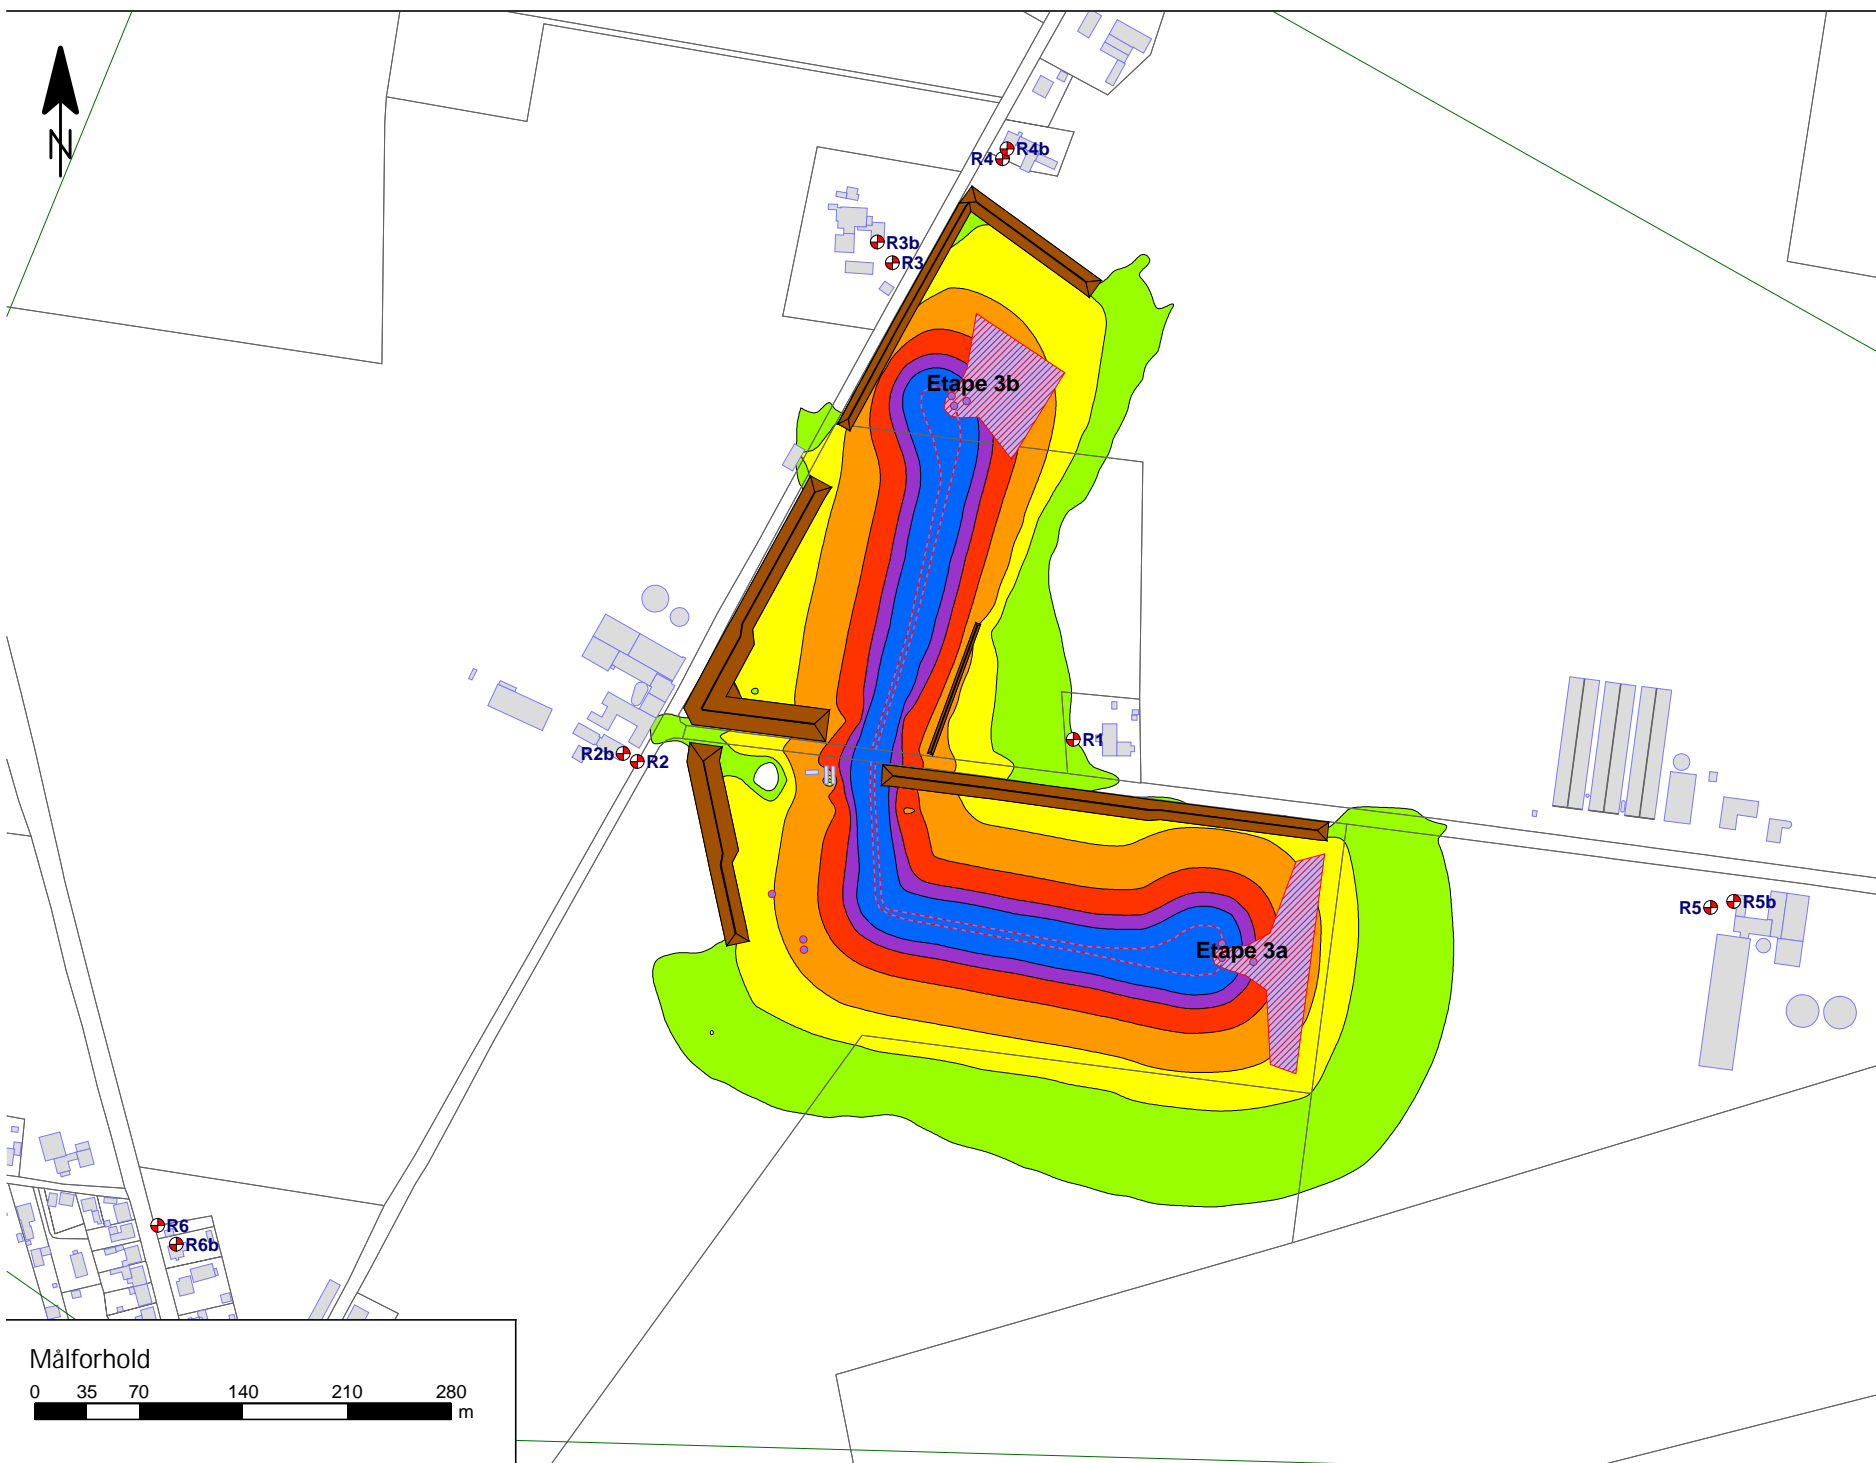 N
R4b
R4
R3b
R3
Etape 3b
R2b
R2
R1
R5b
R5
Etape 3a
R6
R6b
Målforhold
0 35 70 140 210 280
m